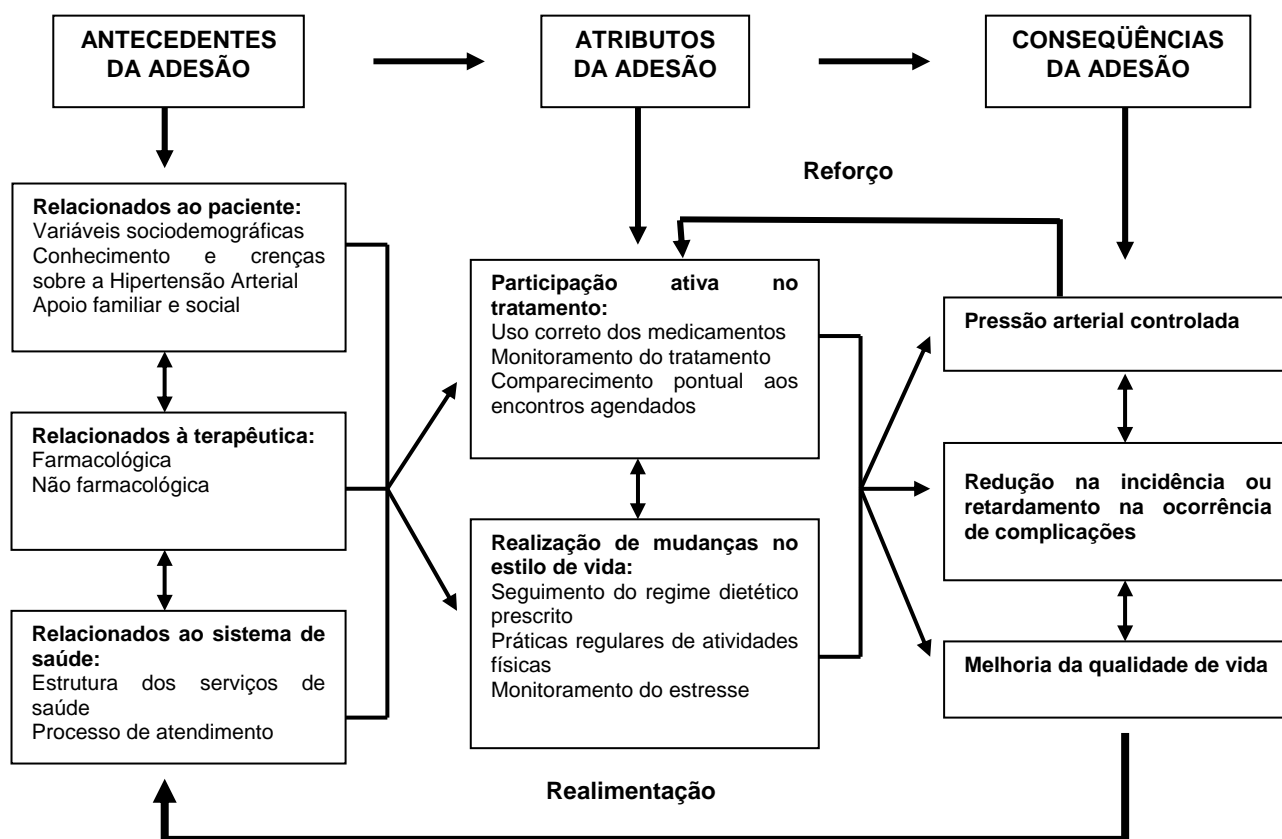 ANTECEDENTES
DA ADESÃO
ATRIBUTOS
DA ADESÃO
CONSEQÜÊNCIAS
DA ADESÃO
Reforço
Relacionados ao paciente:
Variáveis sociodemográficas
Conhecimento e crenças
sobre a Hipertensão Arterial
Apoio familiar e social
Relacionados à terapêutica:
Farmacológica
Não farmacológica
Relacionados ao sistema de
saúde:
Estrutura dos serviços de
saúde
Processo de atendimento
Participação ativa no
tratamento:
Uso correto dos medicamentos
Monitoramento do tratamento
Comparecimento pontual aos
encontros agendados
Realização de mudanças no
estilo de vida:
Seguimento do regime dietético
prescrito
Práticas regulares de atividades
físicas
Monitoramento do estresse
Pressão arterial controlada
Redução na incidência ou
retardamento na ocorrência
de complicações
Melhoria da qualidade de vida
Realimentação